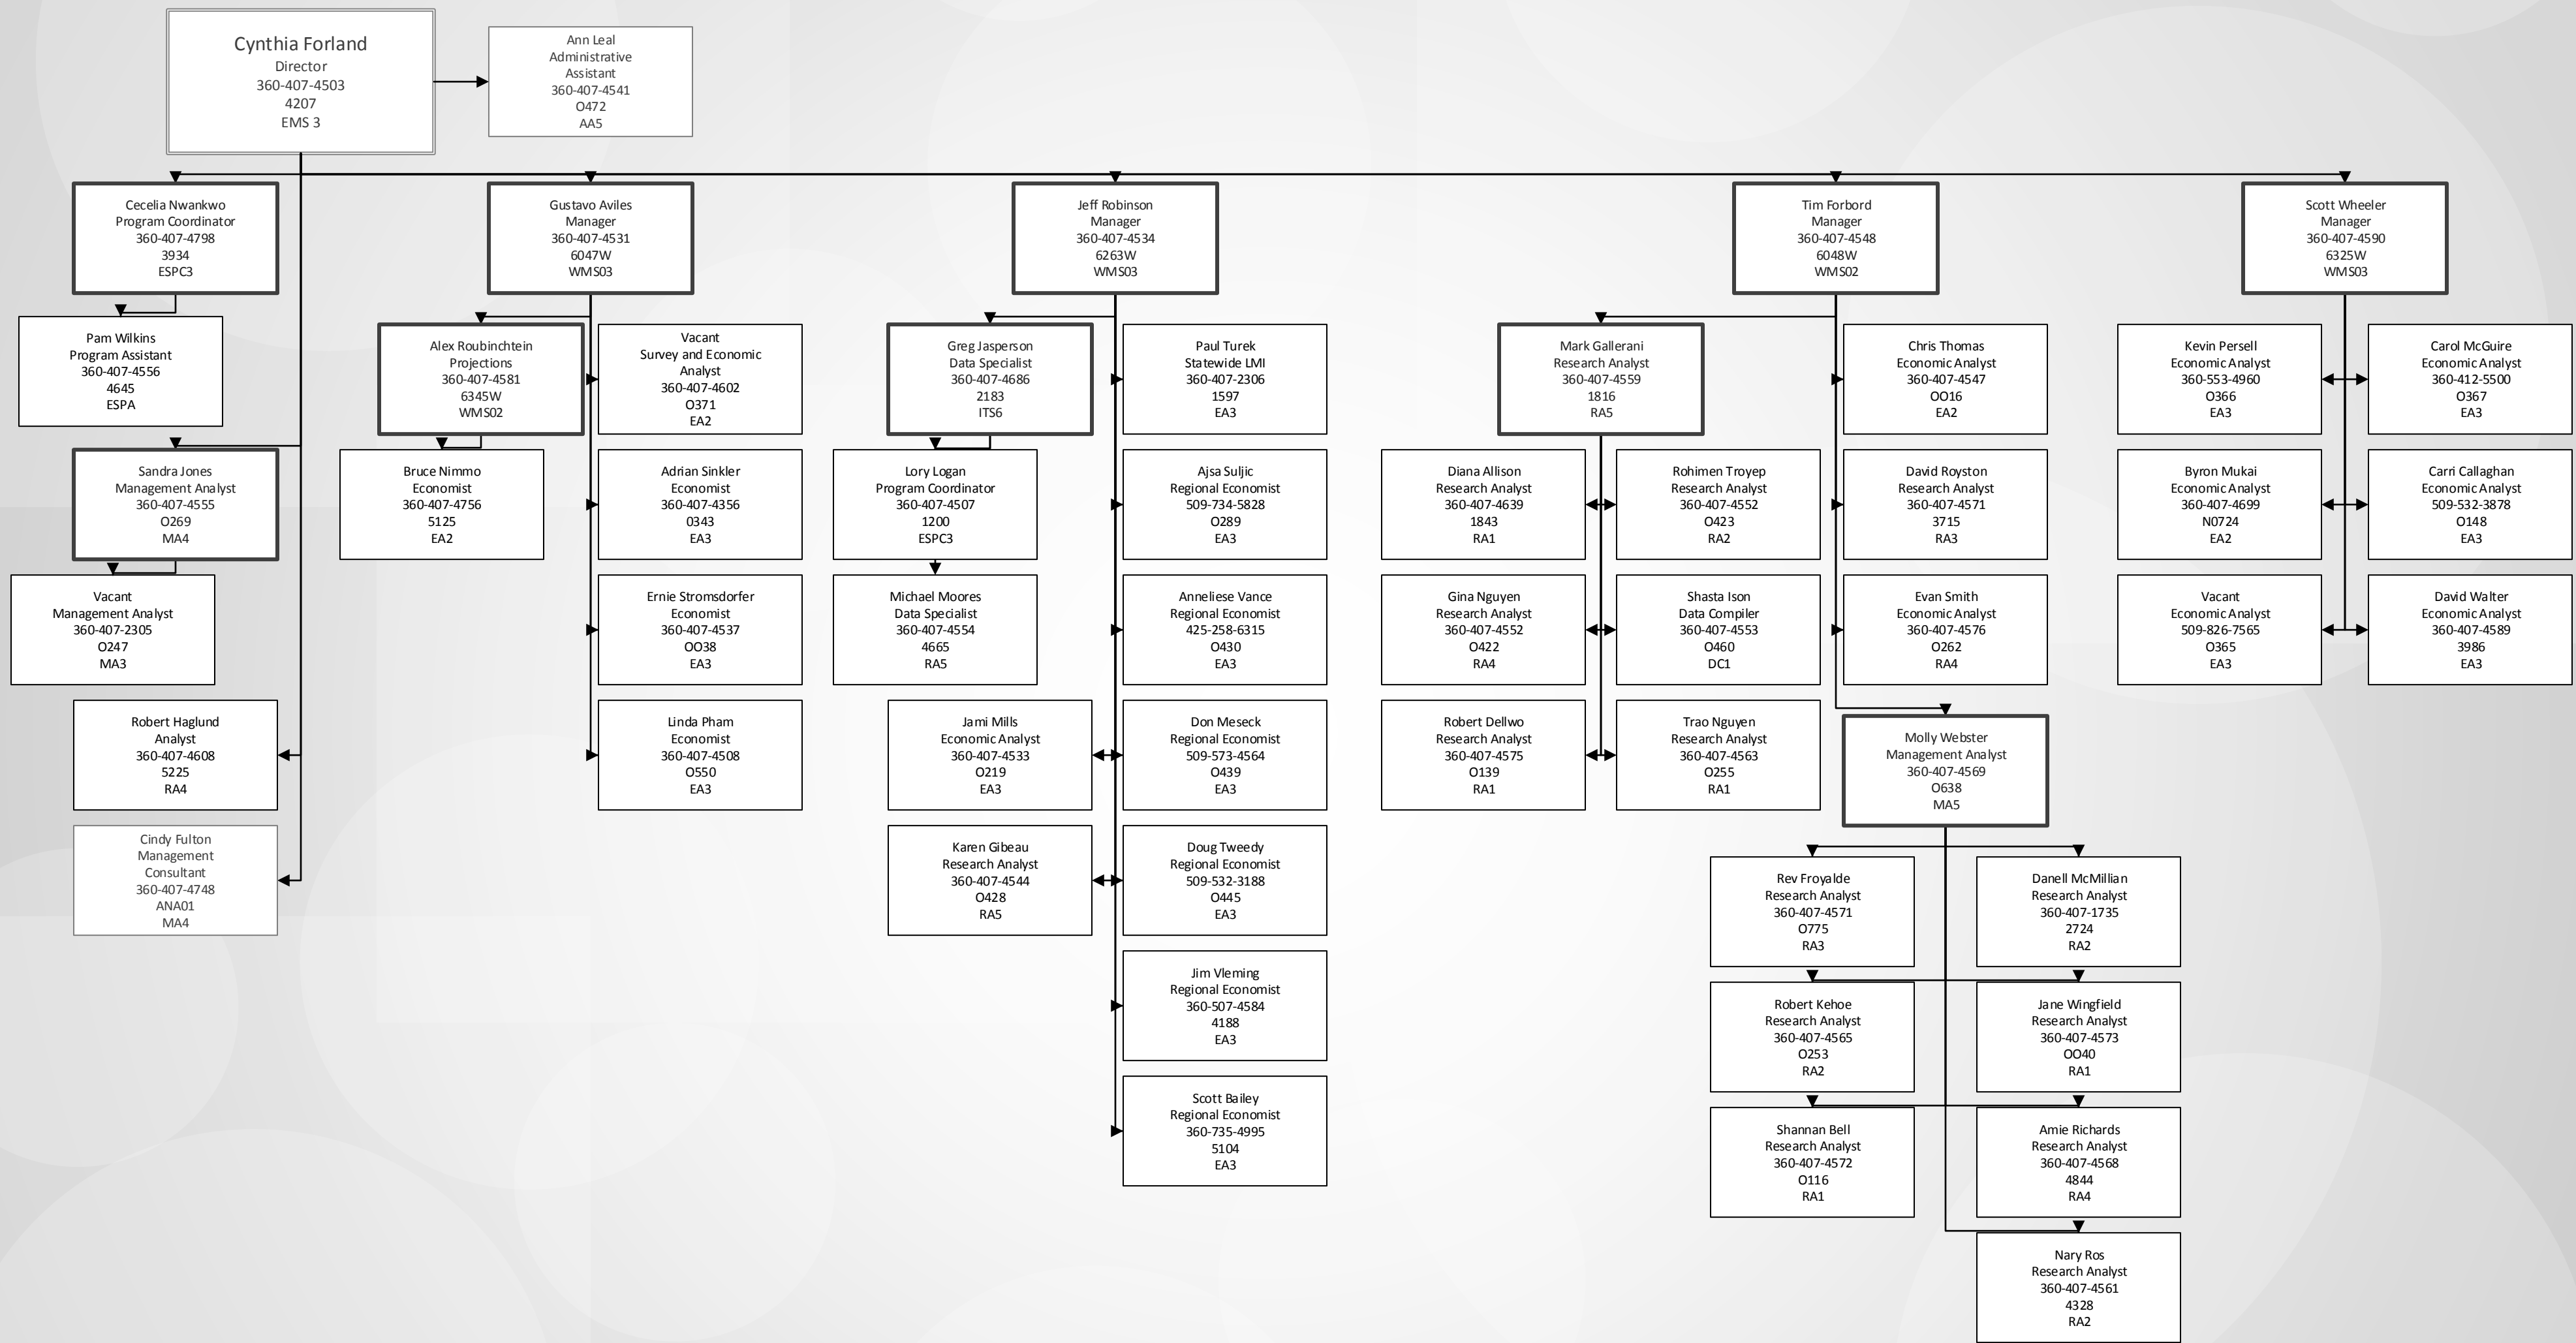 Cynthia Forland
Director
360-407-4503
4207
EMS 3
Ann Leal
Administrative
Assistant
360-407-4541
O472
AA5
Cecelia Nwankwo
Program Coordinator
360-407-4798
3934
ESPC3
Gustavo Aviles
Manager
360-407-4531
6047W
WMS03
Jeff Robinson
Manager
360-407-4534
6263W
WMS03
Tim Forbord
Manager
360-407-4548
6048W
WMS02
Scott Wheeler
Manager
360-407-4590
6325W
WMS03
Pam Wilkins
Program Assistant
360-407-4556
4645
ESPA
Alex Roubinchtein
Projections
360-407-4581
6345W
WMS02
Vacant
Survey and Economic
Analyst
360-407-4602
O371
EA2
Greg Jasperson
Data Specialist
360-407-4686
2183
ITS6
Paul Turek
Statewide LMI
360-407-2306
1597
EA3
Mark Gallerani
Research Analyst
360-407-4559
1816
RA5
Chris Thomas
Economic Analyst
360-407-4547
OO16
EA2
Kevin Persell
Economic Analyst
360-553-4960
O366
EA3
Carol McGuire
Economic Analyst
360-412-5500
O367
EA3
Sandra Jones
Management Analyst
360-407-4555
O269
MA4
Bruce Nimmo
Economist
360-407-4756
5125
EA2
Adrian Sinkler
Economist
360-407-4356
0343
EA3
Lory Logan
Program Coordinator
360-407-4507
1200
ESPC3
Ajsa Suljic
Regional Economist
509-734-5828
O289
EA3
Diana Allison
Research Analyst
360-407-4639
1843
RA1
Rohimen Troyep
Research Analyst
360-407-4552
O423
RA2
David Royston
Research Analyst
360-407-4571
3715
RA3
Byron Mukai
Economic Analyst
360-407-4699
N0724
EA2
Carri Callaghan
Economic Analyst
509-532-3878
O148
EA3
Vacant
Management Analyst
360-407-2305
O247
MA3
Ernie Stromsdorfer
Economist
360-407-4537
OO38
EA3
Michael Moores
Data Specialist
360-407-4554
4665
RA5
Anneliese Vance
Regional Economist
425-258-6315
O430
EA3
Gina Nguyen
Research Analyst
360-407-4552
O422
RA4
Shasta Ison
Data Compiler
360-407-4553
O460
DC1
Evan Smith
Economic Analyst
360-407-4576
O262
RA4
Vacant
Economic Analyst
509-826-7565
O365
EA3
David Walter
Economic Analyst
360-407-4589
3986
EA3
Robert Haglund
Analyst
360-407-4608
5225
RA4
Linda Pham
Economist
360-407-4508
O550
EA3
Jami Mills
Economic Analyst
360-407-4533
O219
EA3
Don Meseck
Regional Economist
509-573-4564
O439
EA3
Robert Dellwo
Research Analyst
360-407-4575
O139
RA1
Trao Nguyen
Research Analyst
360-407-4563
O255
RA1
Molly Webster
Management Analyst
360-407-4569
O638
MA5
Cindy Fulton
Management
Consultant
360-407-4748
ANA01
MA4
Karen Gibeau
Research Analyst
360-407-4544
O428
RA5
Doug Tweedy
Regional Economist
509-532-3188
O445
EA3
Rev Froyalde
Research Analyst
360-407-4571
O775
RA3
Danell McMillian
Research Analyst
360-407-1735
2724
RA2
Jim Vleming
Regional Economist
360-507-4584
4188
EA3
Robert Kehoe
Research Analyst
360-407-4565
O253
RA2
Jane Wingfield
Research Analyst
360-407-4573
OO40
RA1
Scott Bailey
Regional Economist
360-735-4995
5104
EA3
Shannan Bell
Research Analyst
360-407-4572
O116
RA1
Amie Richards
Research Analyst
360-407-4568
4844
RA4
Nary Ros
Research Analyst
360-407-4561
4328
RA2